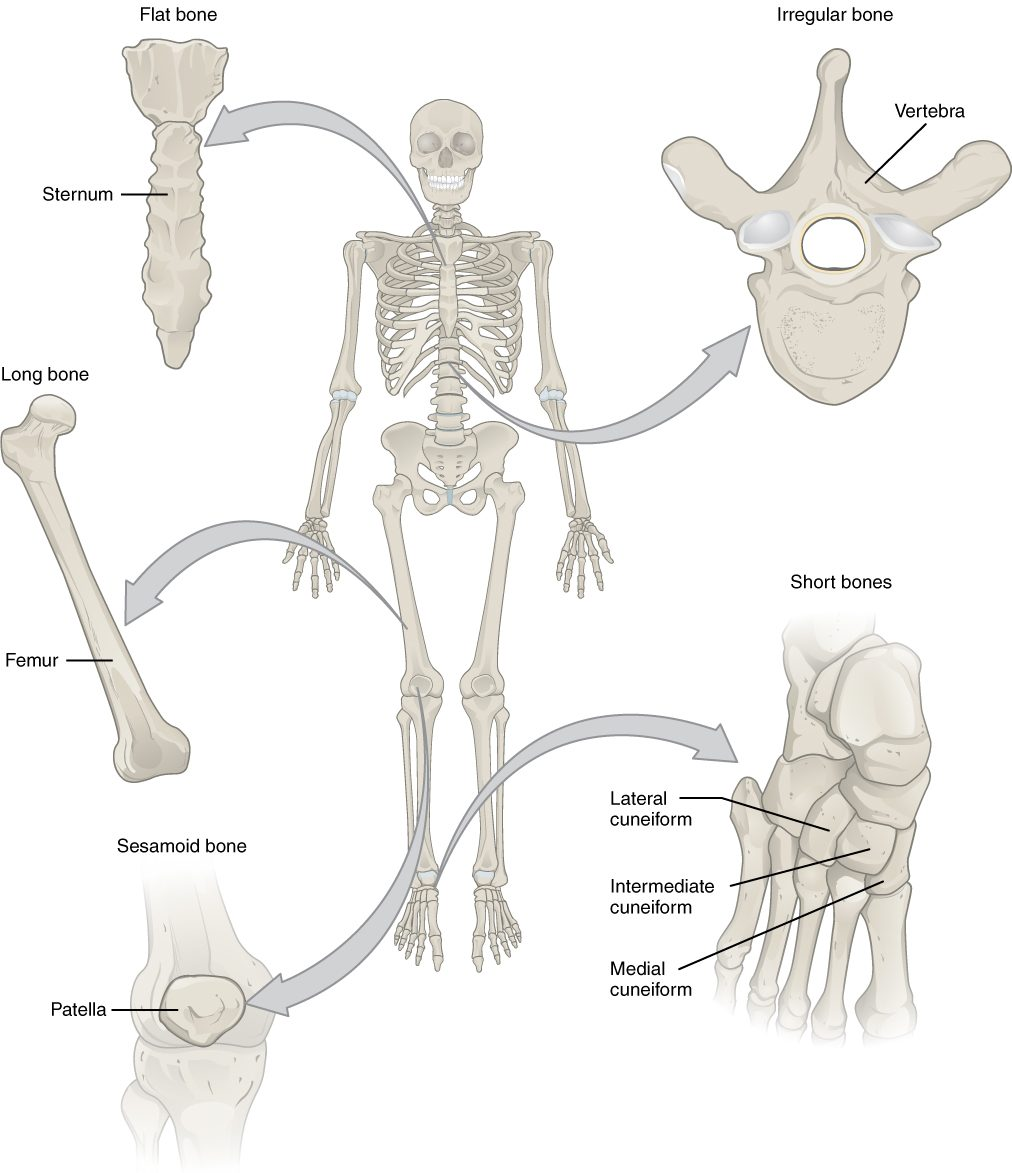 Flat bone
Irregular bone
Vertebra
Sternum
Long bone
Femur
Short bones
Lateral
cuneiform
Intermediate
cuneiform
Medial
cuneiform
Sesamoid bone
Patella